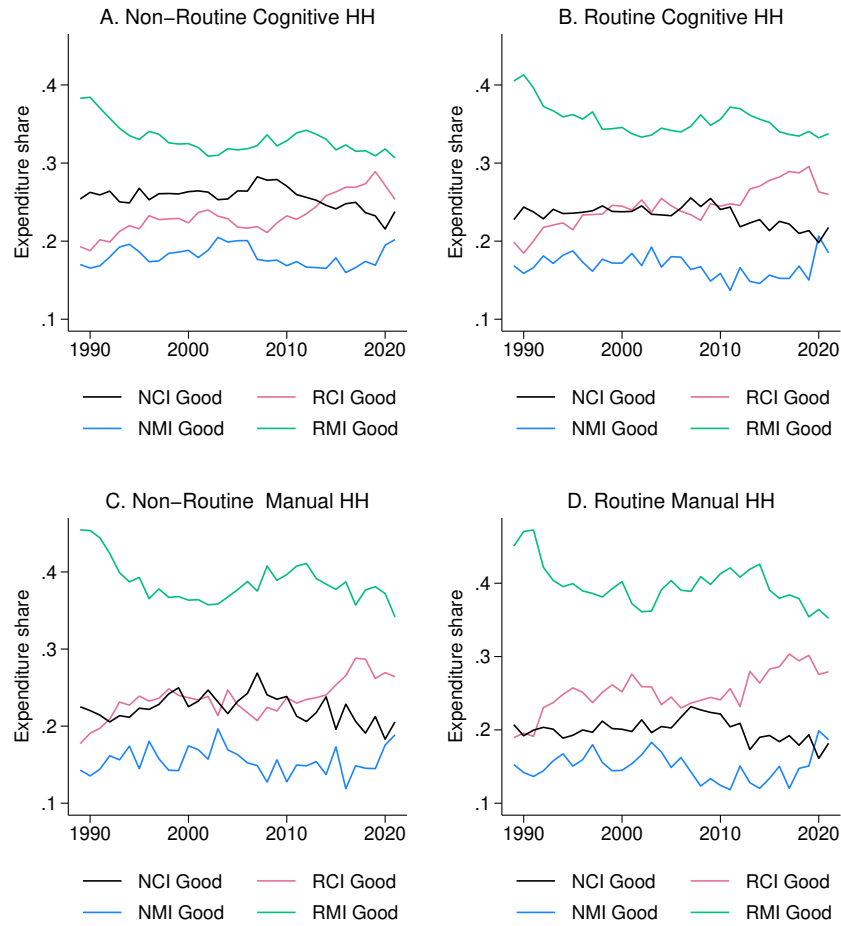 A. Non−Routine Cognitive HH
Expenditure share
.4
.3
.2
.1
1990 2000 2010 2020
NCI Good RCI Good
NMI Good RMI Good
B. Routine Cognitive HH
Expenditure share
.4
.3
.2
.1
1990 2000 2010 2020
NCI Good RCI Good
NMI Good RMI Good
C. Non−Routine  Manual HH
Expenditure share
.4
.3
.2
.1
1990 2000 2010 2020
NCI Good RCI Good
NMI Good RMI Good
D. Routine Manual HH
Expenditure share
.4
.3
.2
.1
1990 2000 2010 2020
NCI Good RCI Good
NMI Good RMI Good